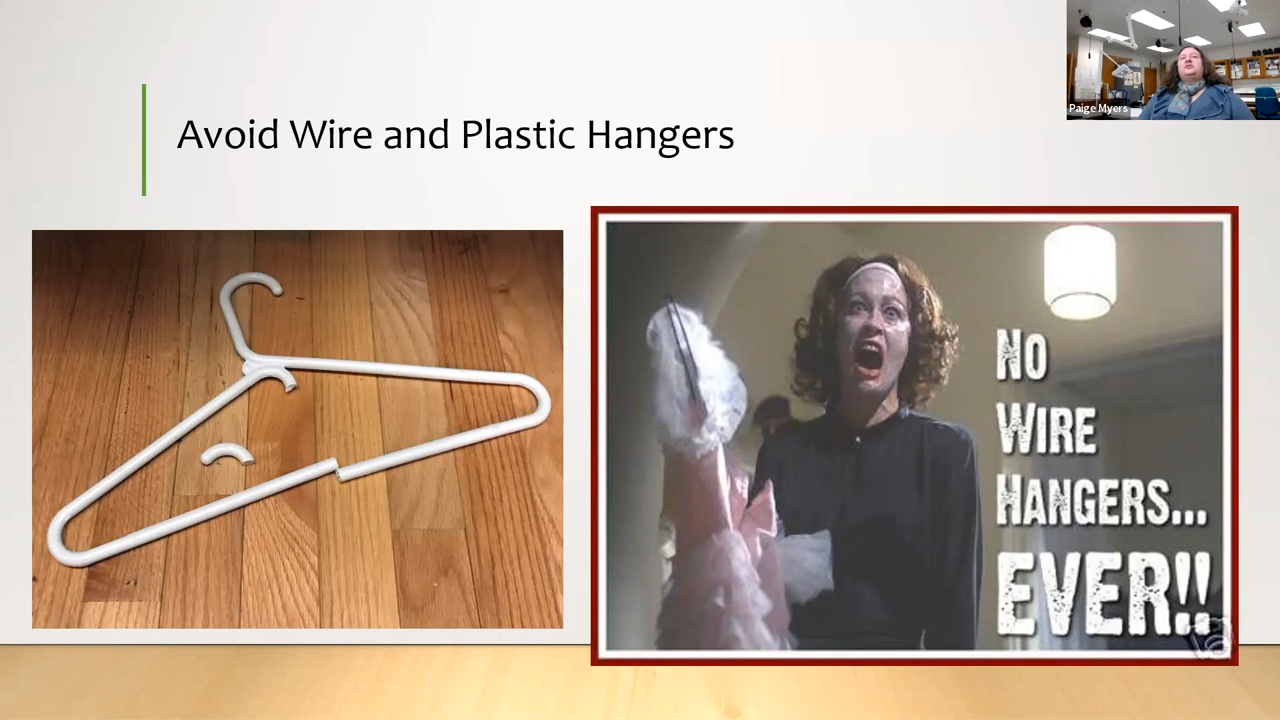 Avoid Wire and Plastic Hangers
Paige Myers
NO
WIRE
HANGERS...
EVER!!